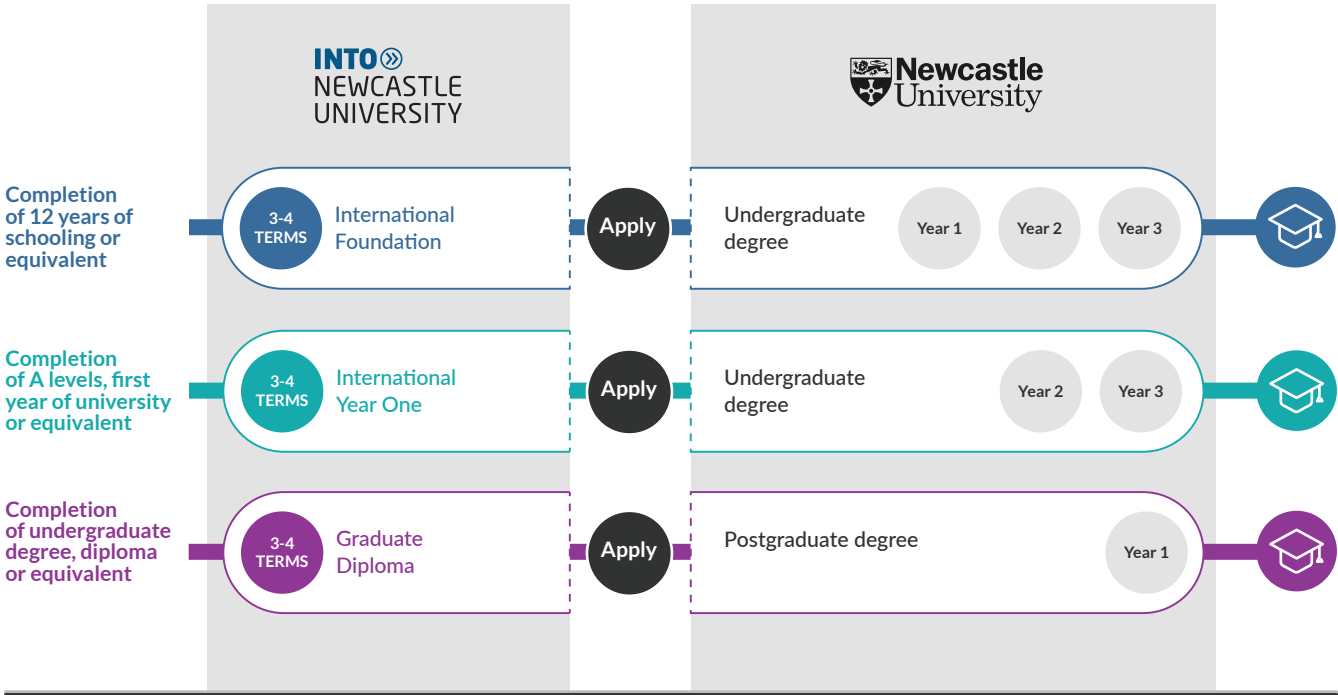 INTO
NEWCASTLE
UNIVERSITY
Newcastle
University
Completion
of 12 years of
schooling or
equivalent
3-4
TERMS
International
Foundation
Apply
Undergraduate
degree
Year 1
Year 2
Year 3
Completion
of A levels, first
year of university
or equivalent
3-4
TERMS
International
Year One
Apply
Undergraduate
degree
Year 2
Year 3
Completion
of undergraduate
degree, diploma
or equivalent
3-4
TERMS
Graduate
Diploma
Apply
Postgraduate degree
Year 1